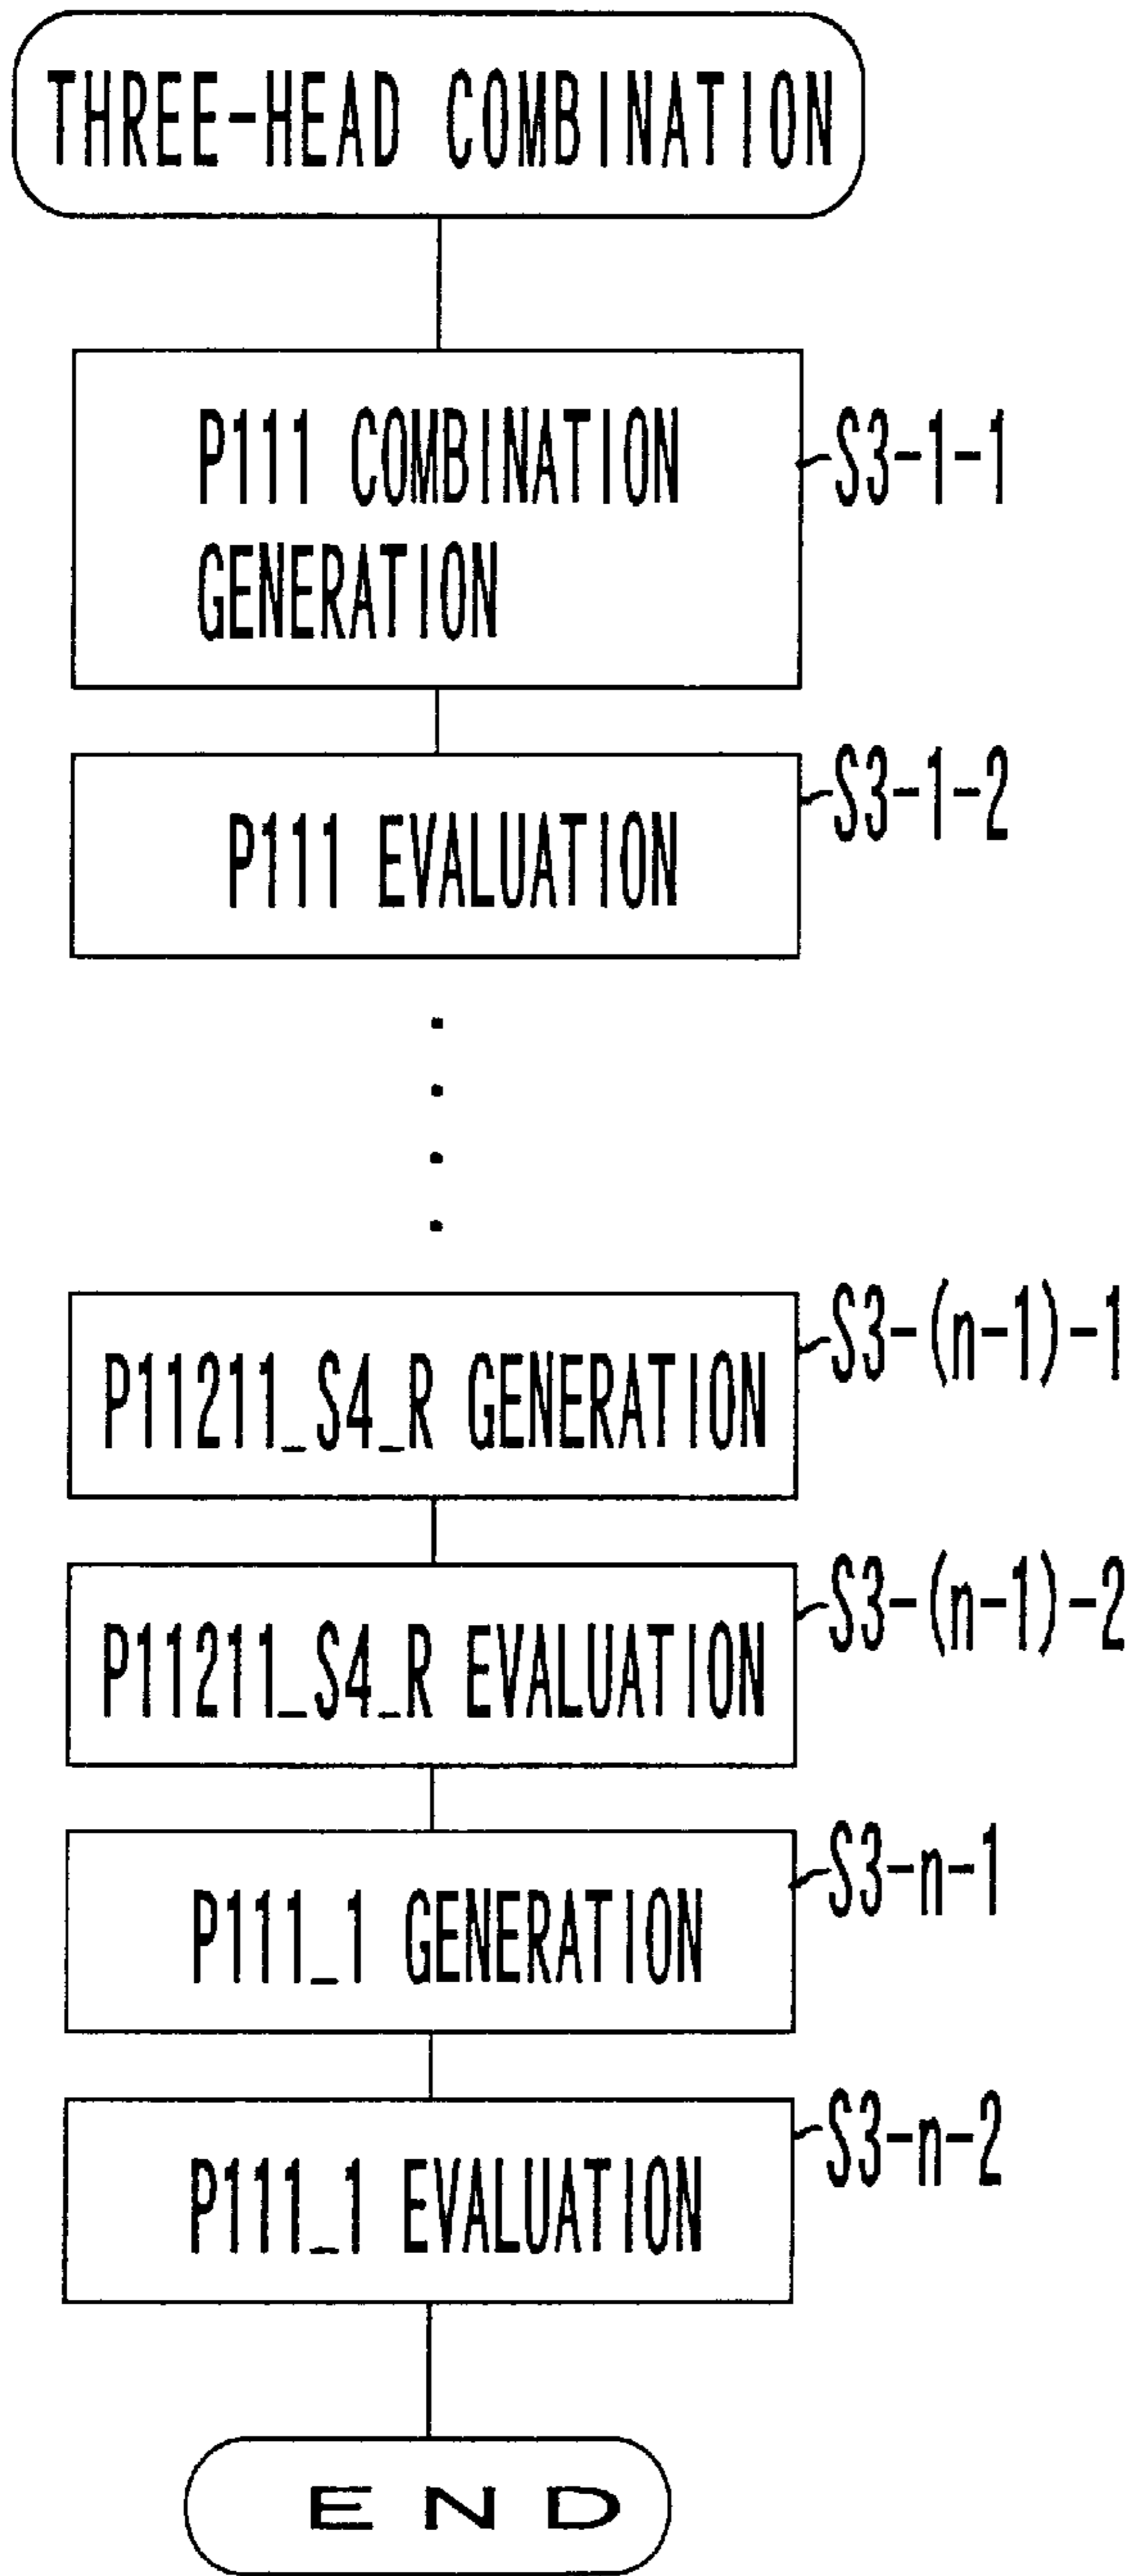 THREE-HEAD COMBINATION
P111 COMBINATION
GENERATION
S3-1-1
P111 EVALUATION
S3-1-2
P11211_S4_R GENERATION
S3-(n-1)-1
P11211_S4_R EVALUATION
S3-(n-1)-2
P111_1 GENERATION
S3-n-1
P111_1 EVALUATION
S3-n-2
END